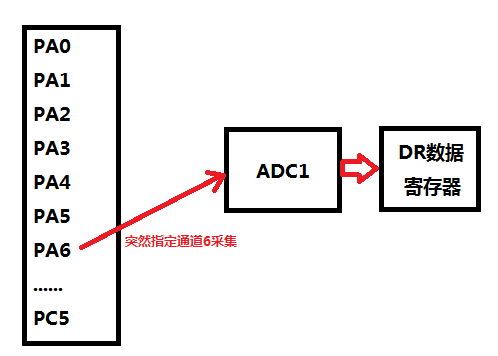 PA0
PA1
PA2
PA3
PA4
PA5
PA6
......
PC5
突然指定通道6采集
ADC1
DR数据
寄存器